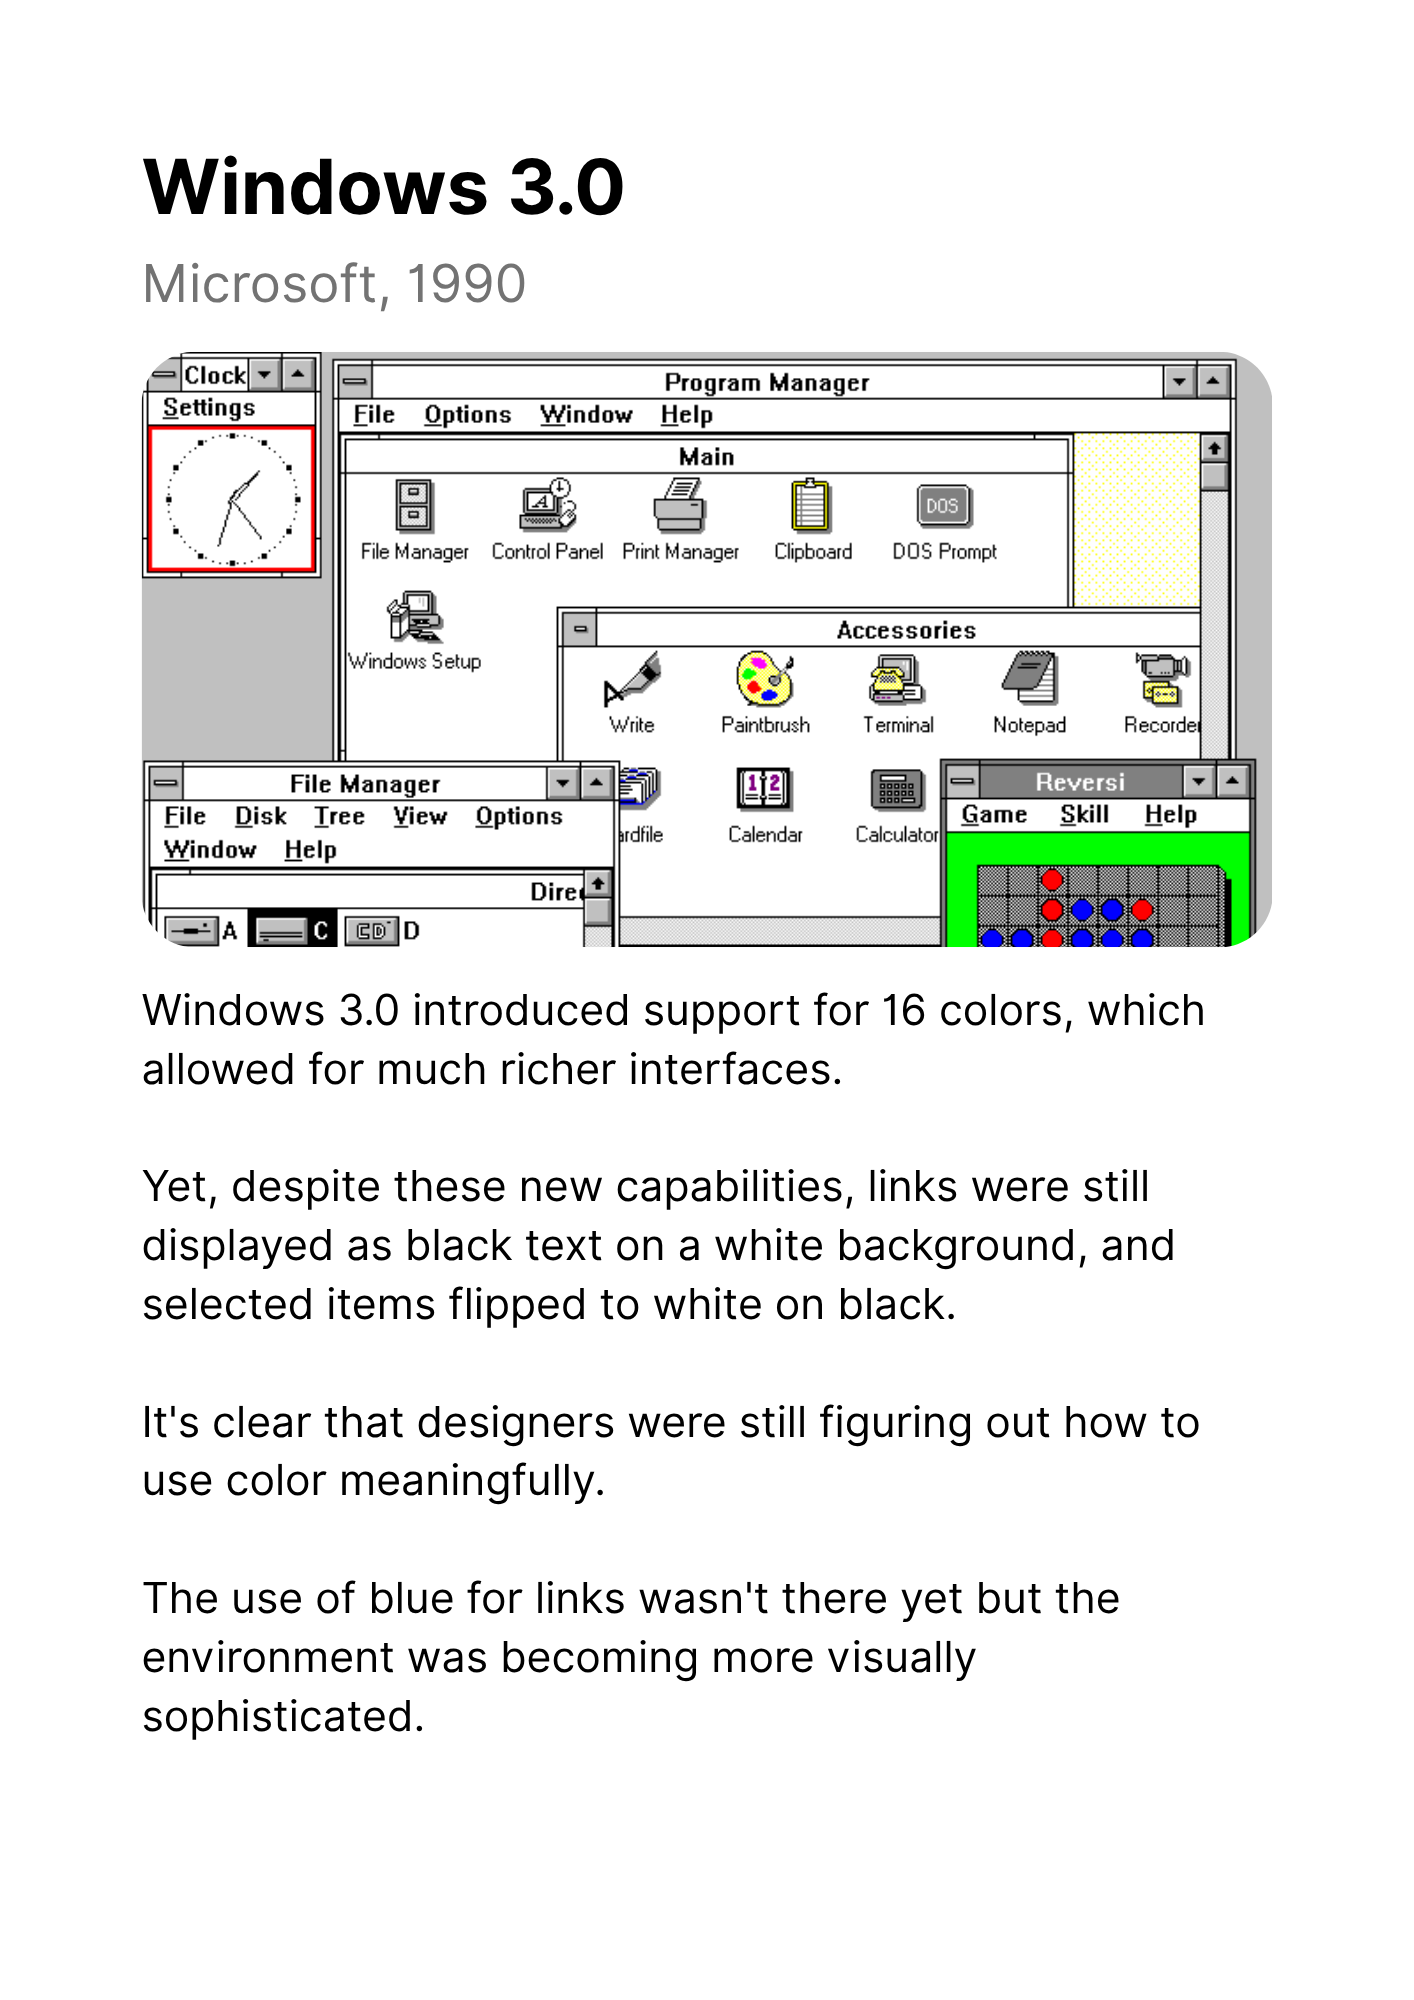 Windows 3.0
Microsoft, 1990
Clock
Settings
Program Manager
File Options Window Help
Main
File Manager Control Panel Print Manager Clipboard DOS Prompt
DOS
A
Windows Setup
Accessories
Write Paintbrush Terminal Notepad Recorder
File Manager
File Disk Tree View Options
Window Help
Direc
A C CD D
12
ardfile Calendar Calculator
Reversi
Game Skill Help
Windows 3.0 introduced support for 16 colors, which
allowed for much richer interfaces.
Yet, despite these new capabilities, links were still
displayed as black text on a white background, and
selected items flipped to white on black.
It's clear that designers were still figuring out how to
use color meaningfully.
The use of blue for links wasn't there yet but the
environment was becoming more visually
sophisticated.